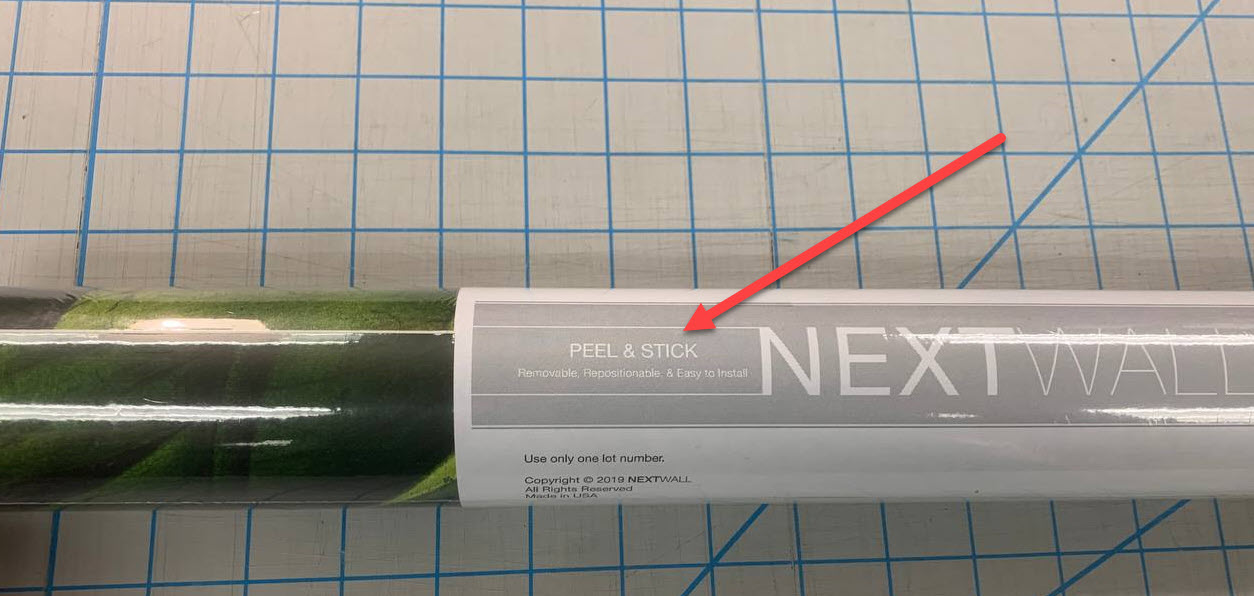 PEEL & STICK
Removable, Repositionable, & Easy to Install
NEXTWALL
Use only one lot number.
Copyright © 2019 NEXTWALL
All Rights Reserved
Made in USA